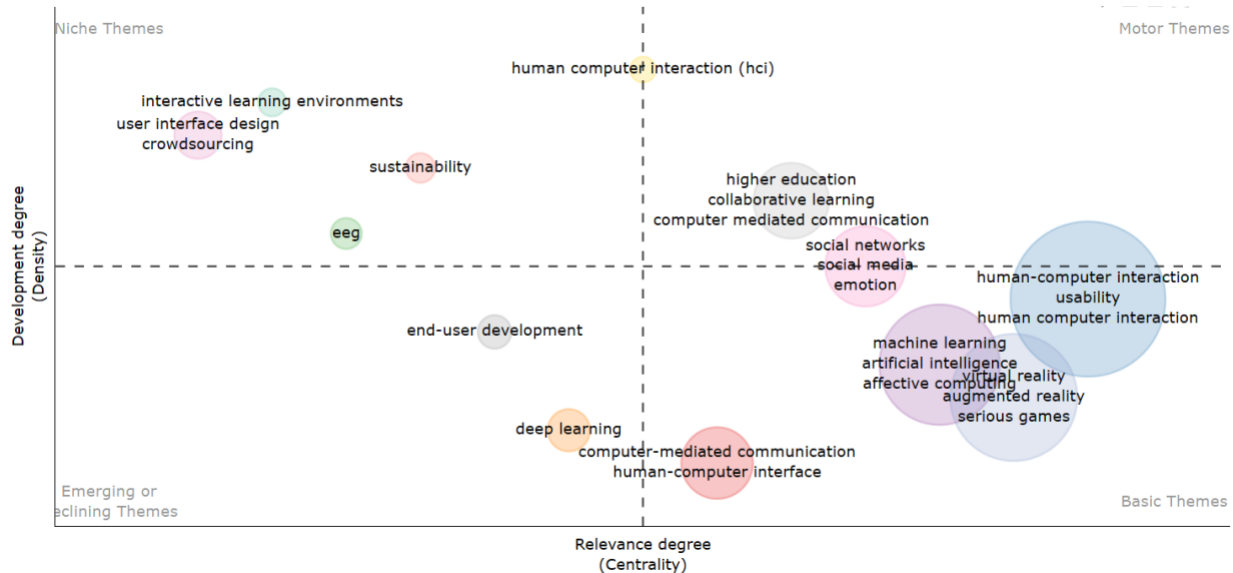 Niche Themes
Motor Themes
human computer interaction (hci)
interactive learning environments
user interface design
crowdsourcing
sustainability
higher education
collaborative learning
computer mediated communication
eeg
social networks
social media
emotion
human-computer interaction
usability
human computer interaction
end-user development
machine learning
artificial intelligence
affective computing
virtual reality
augmented reality
serious games
deep learning
computer-mediated communication
human-computer interface
Emerging or
eclining Themes
Basic Themes
Development degree
(Density)
Relevance degree
(Centrality)